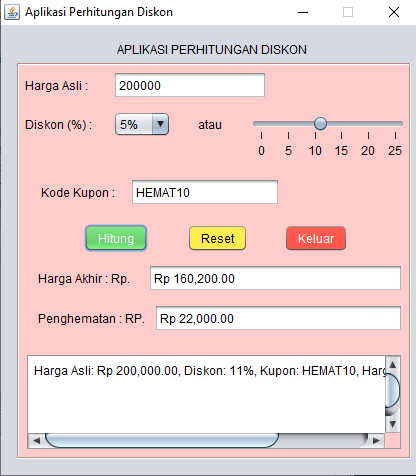 Aplikasi Perhitungan Diskon
APLIKASI PERHITUNGAN DISKON
Harga Asli : 200000
Diskon (%) : 5% atau
0 5 10 15 20 25
Kode Kupon : HEMAT10
Hitung Reset Keluar
Harga Akhir : Rp. Rp 160,200.00
Penghematan : RP. Rp 22,000.00
Harga Asli: Rp 200,000.00, Diskon: 11%, Kupon: HEMAT10, Harg